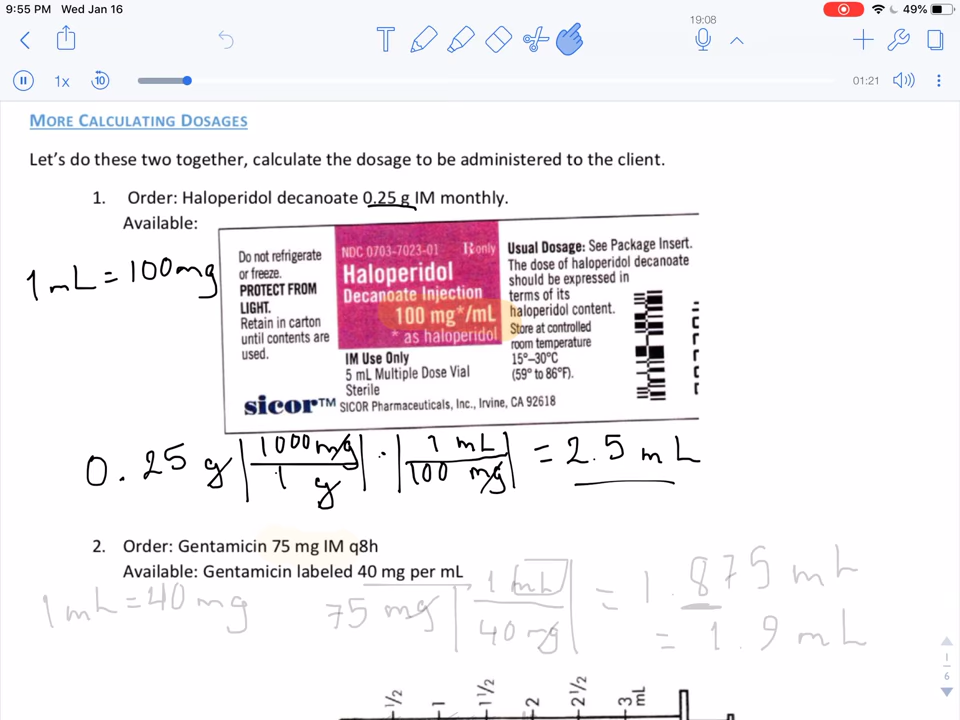 9:55 PM Wed Jan 16
49%
19:08
T
1x
10
01:21
MORE CALCULATING DOSAGES
Let's do these two together, calculate the dosage to be administered to the client.
1. Order: Haloperidol decanoate 0.25 g IM monthly.
Available:
1 mL = 100mg
Do not refrigerate
or freeze.
PROTECT FROM
LIGHT.
Retain in carton
until contents are
used.
sicor™
NDC 0703-7023-01 Rx only
Haloperidol
Decanoate Injection
100 mg*/mL
* as haloperidol
IM Use Only
5 mL Multiple Dose Vial
Sterile
SICOR Pharmaceuticals, Inc., Irvine, CA 92618
Usual Dosage: See Package Insert.
The dose of haloperidol decanoate
should be expressed in
terms of its
haloperidol content.
Store at controlled
room temperature
15°–30°C
(59° to 86°F).
0.25 g | 1000 mg / 1 g | · | 1 mL / 100 mg | = 2.5 mL
2. Order: Gentamicin 75 mg IM q8h
Available: Gentamicin labeled 40 mg per mL
1 mL = 40 mg
75 mg | 1 mL / 40 mg | = 1.875 mL
= 1.9 mL
½ 1 1½ 2 2½ 3 mL
1
6